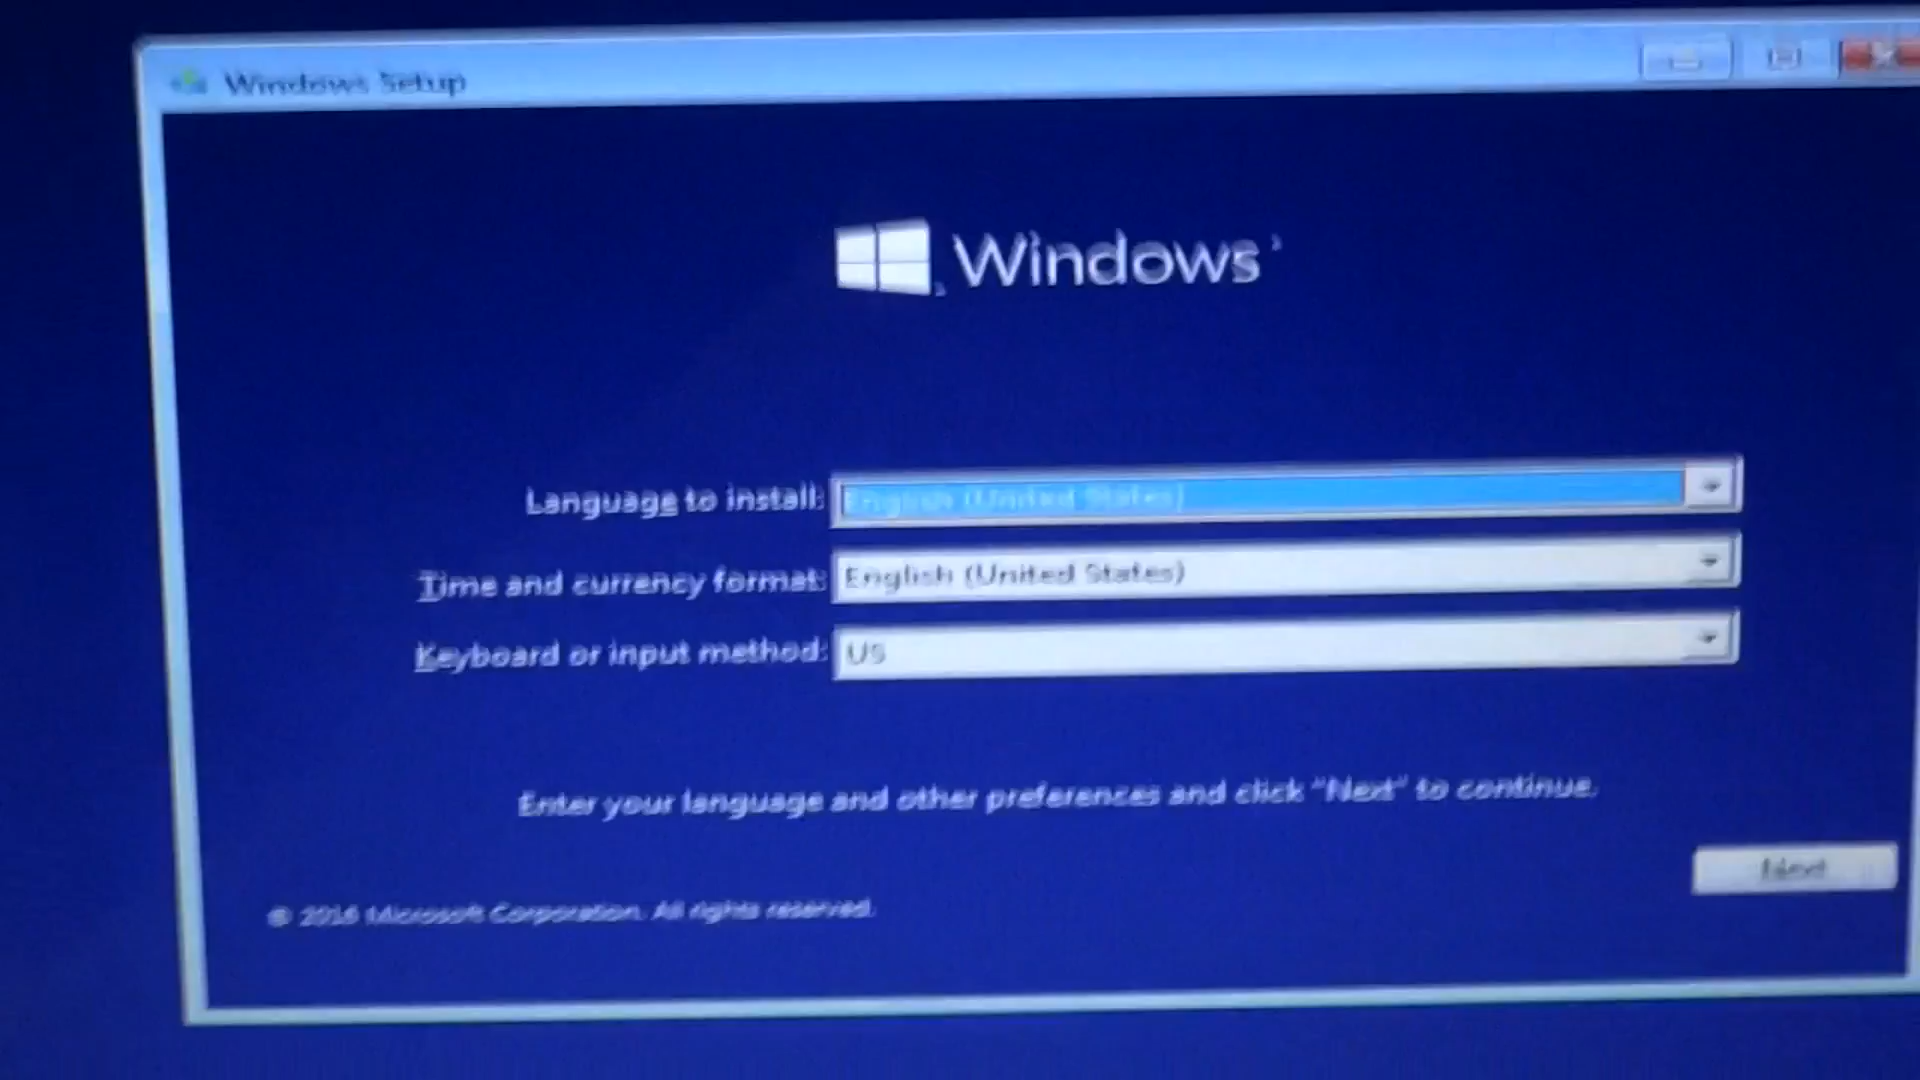 Windows Setup
Windows
Language to install: English (United States)
Time and currency format: English (United States)
Keyboard or input method: US
Enter your language and other preferences and click "Next" to continue.
Next
© 2016 Microsoft Corporation. All rights reserved.